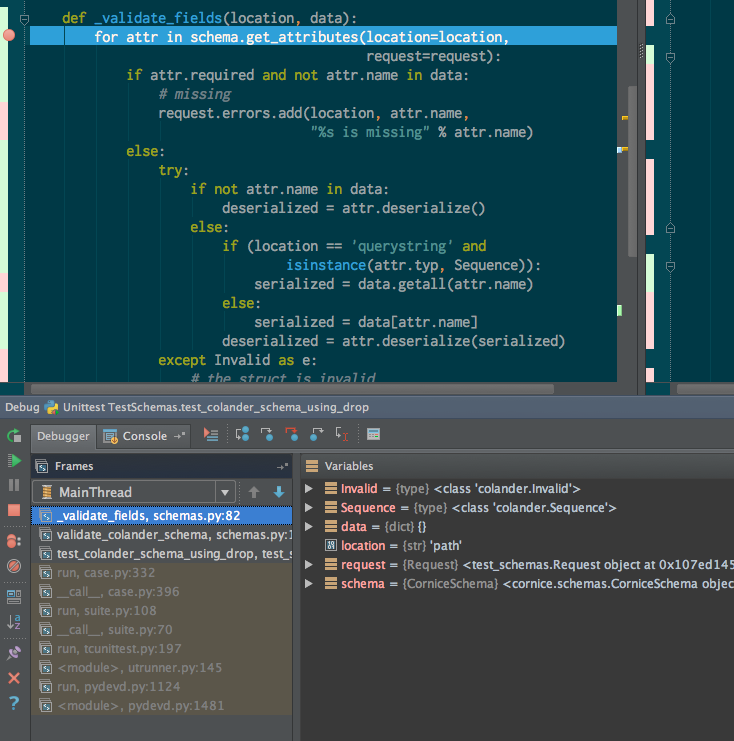 def _validate_fields(location, data):
for attr in schema.get_attributes(location=location,
request=request):
if attr.required and not attr.name in data:
# missing
request.errors.add(location, attr.name,
"%s is missing" % attr.name)
else:
try:
if not attr.name in data:
deserialized = attr.deserialize()
else:
if (location == 'querystring' and
isinstance(attr.typ, Sequence)):
serialized = data.getall(attr.name)
else:
serialized = data[attr.name]
deserialized = attr.deserialize(serialized)
except Invalid as e:
# the struct is invalid
Debug Unittest TestSchemas.test_colander_schema_using_drop
Debugger Console
Frames
MainThread
_validate_fields, schemas.py:82
validate_colander_schema, schemas.py:1
test_colander_schema_using_drop, test_s
run, case.py:332
__call__, case.py:396
run, suite.py:108
__call__, suite.py:70
run, tcunittest.py:197
<module>, utrunner.py:145
run, pydevd.py:1124
<module>, pydevd.py:1481
Variables
Invalid = {type} <class 'colander.Invalid'>
Sequence = {type} <class 'colander.Sequence'>
data = {dict} {}
location = {str} 'path'
request = {Request} <test_schemas.Request object at 0x107ed145
schema = {CorniceSchema} <cornice.schemas.CorniceSchema objec